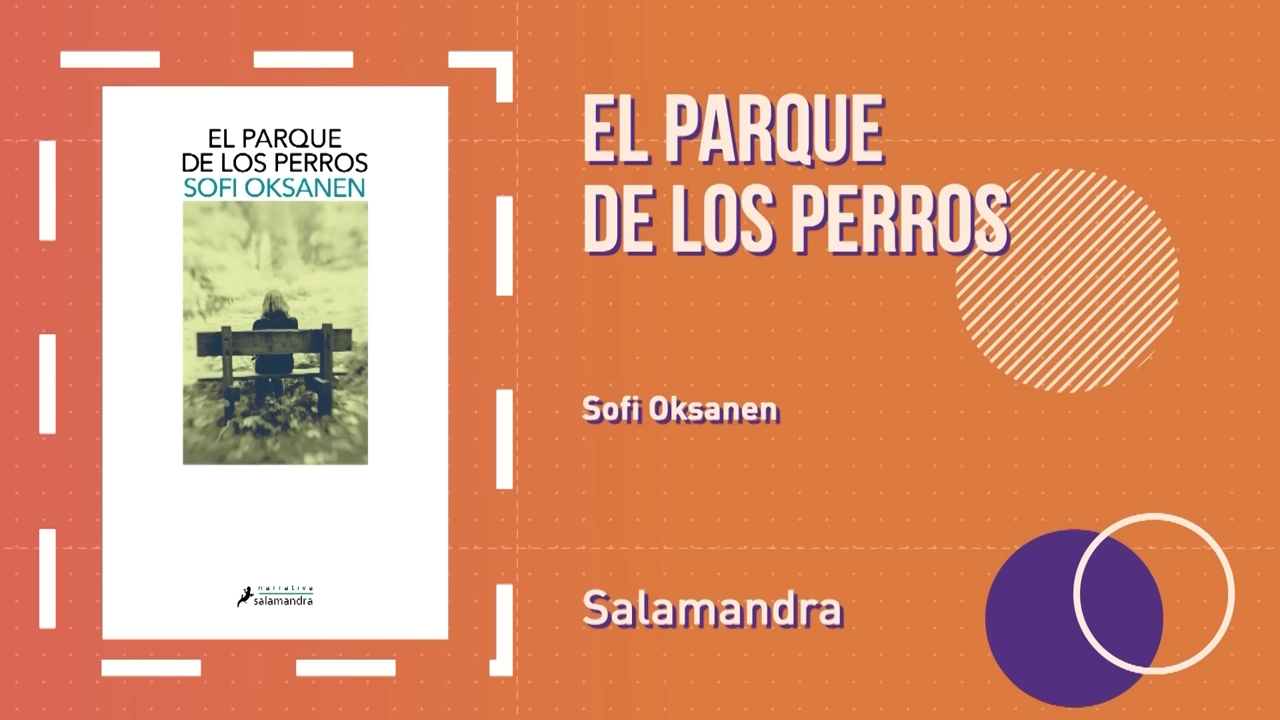 EL PARQUE
DE LOS PERROS
SOFI OKSANEN
narrativa
salamandra
EL PARQUE
DE LOS PERROS
Sofi Oksanen
Salamandra